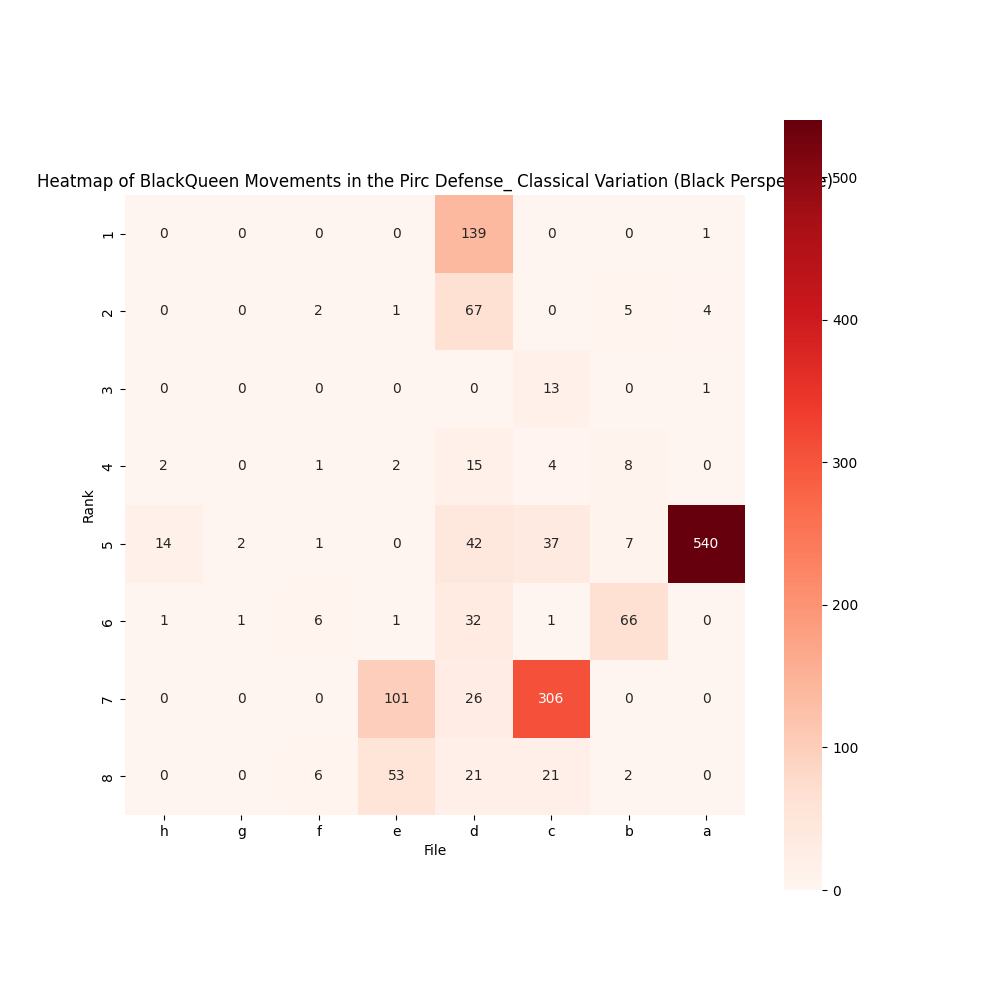 Heatmap of BlackQueen Movements in the Pirc Defense_ Classical Variation (Black Perspective)
500
1 0 0 0 0 139 0 0 1
2 0 0 2 1 67 0 5 4
400
3 0 0 0 0 0 13 0 1
4 2 0 1 2 15 4 8 0
300
Rank
5 14 2 1 0 42 37 7 540
200
6 1 1 6 1 32 1 66 0
7 0 0 0 101 26 306 0 0
100
8 0 0 6 53 21 21 2 0
h g f e d c b a
File
0